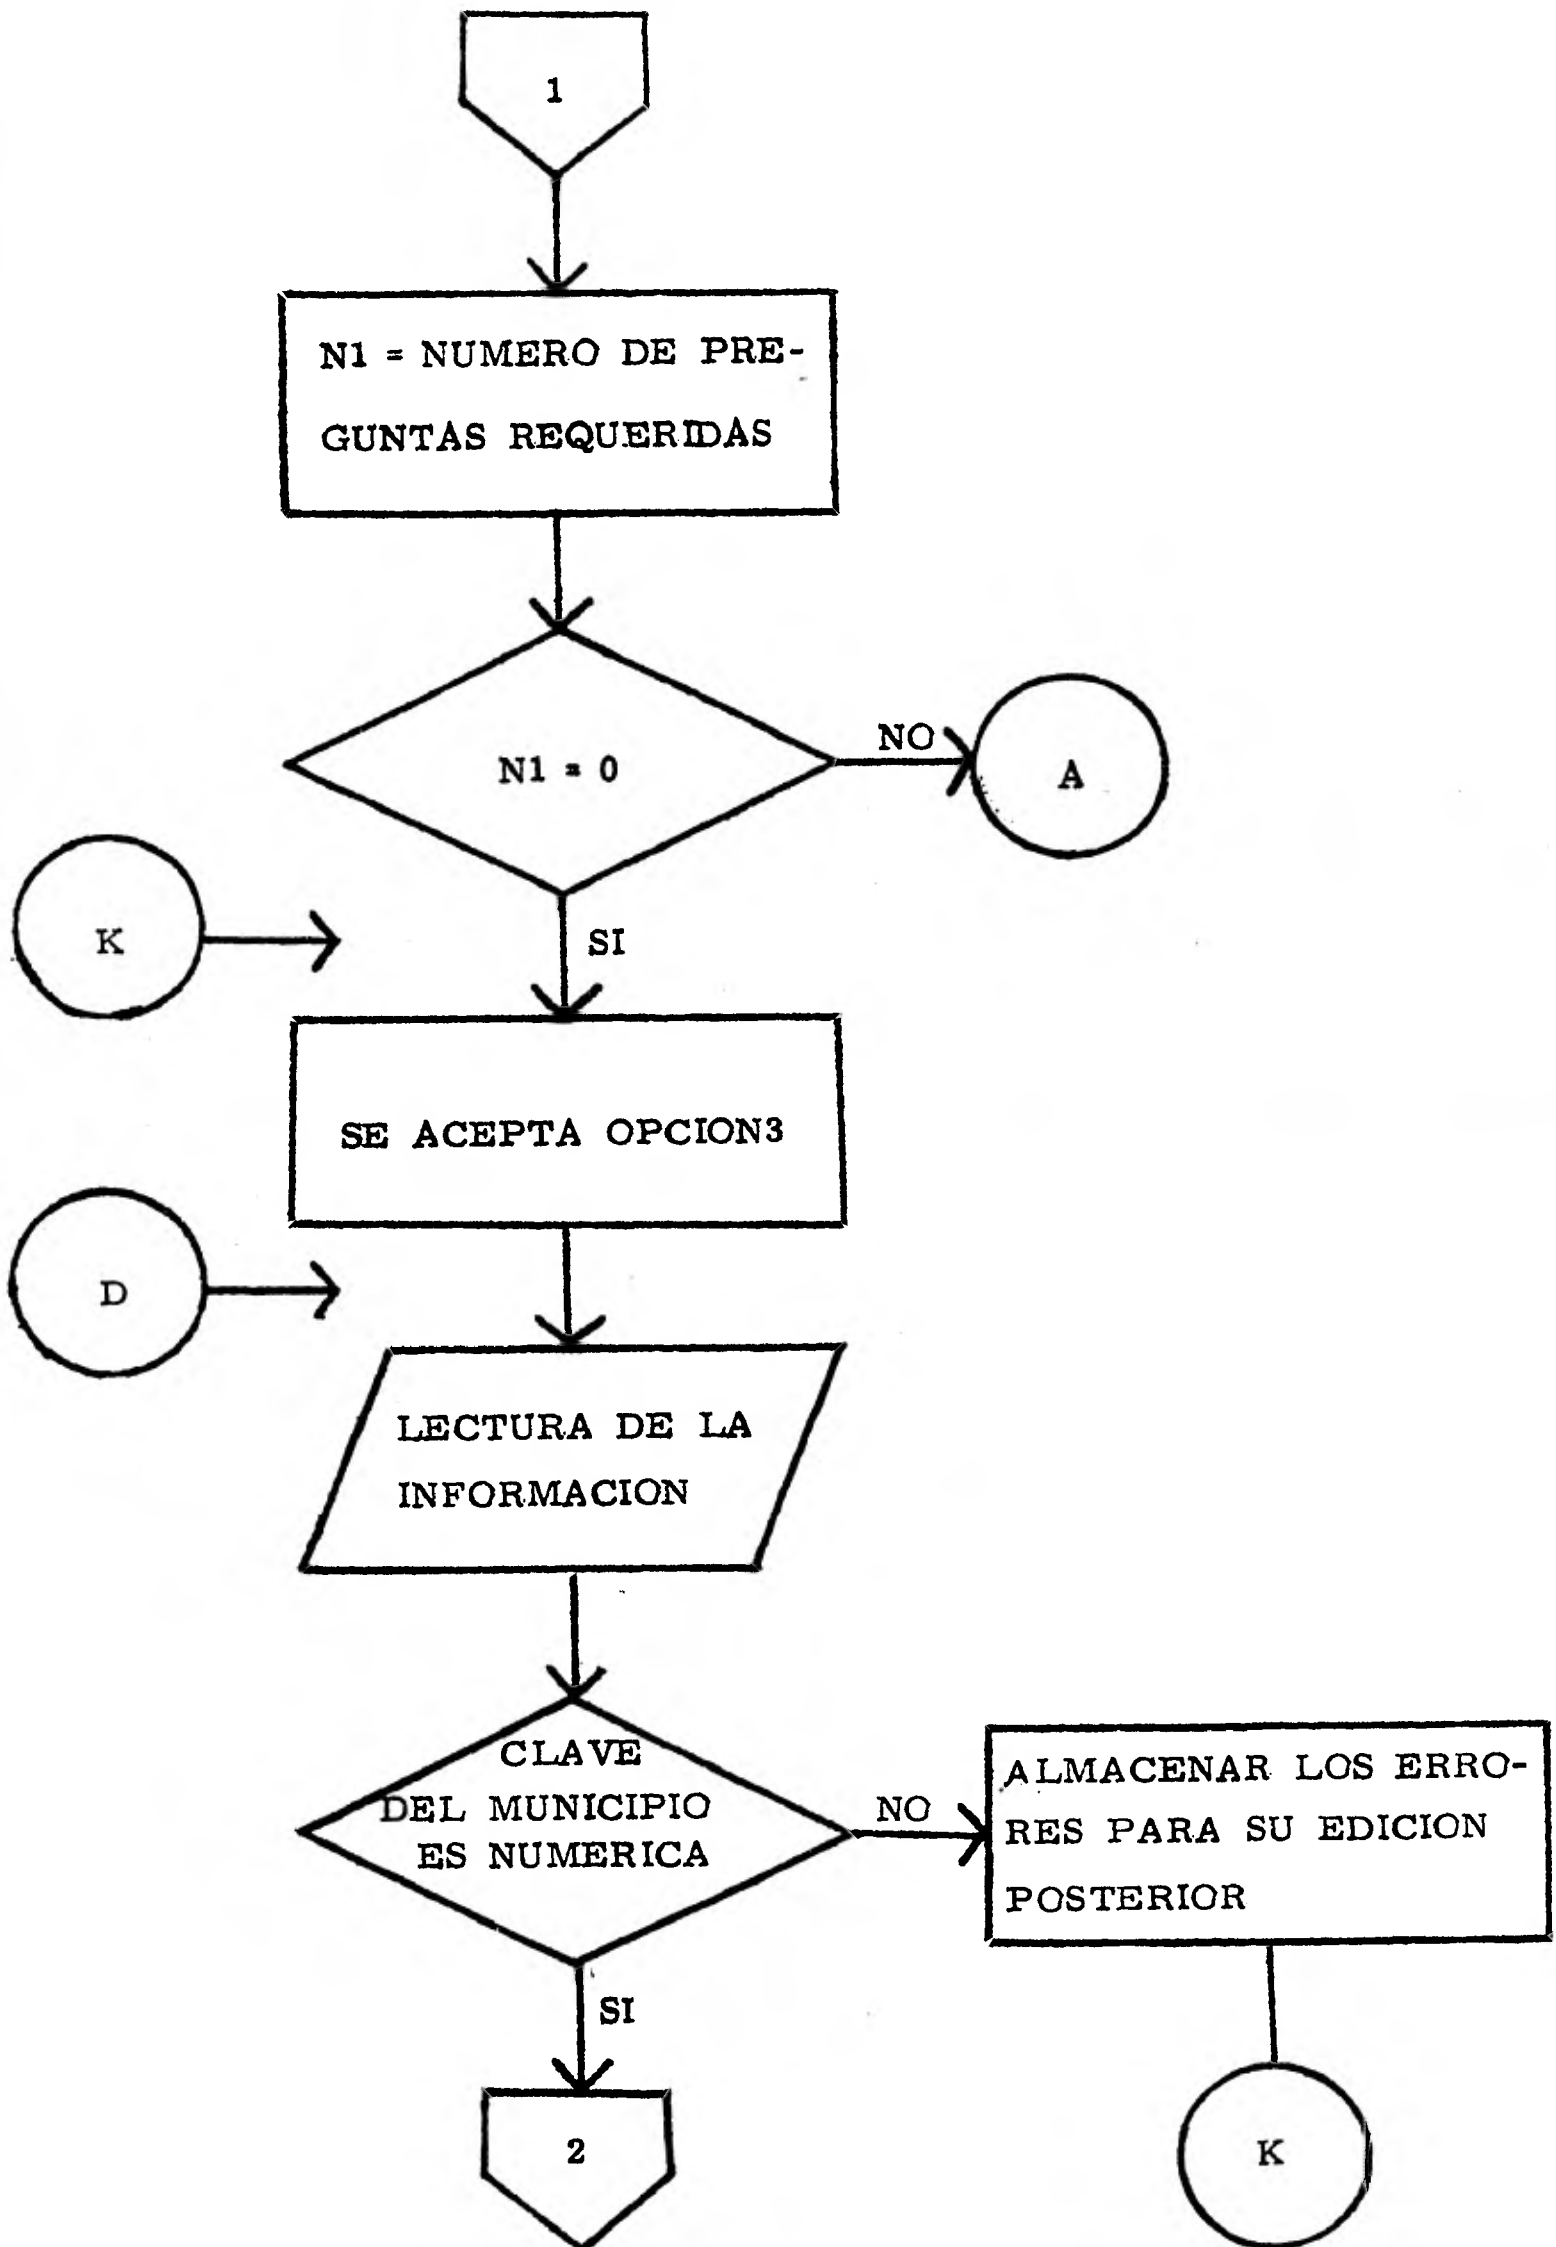 1
N1 = NUMERO DE PRE-
GUNTAS REQUERIDAS
N1 = 0
NO
A
K
SI
SE ACEPTA OPCION3
D
LECTURA DE LA
INFORMACION
CLAVE
DEL MUNICIPIO
ES NUMERICA
NO
ALMACENAR LOS ERRO-
RES PARA SU EDICION
POSTERIOR
SI
2
K